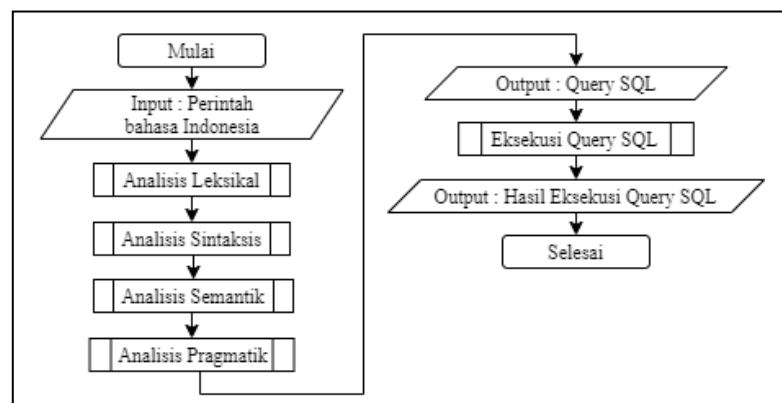 Mulai
Input : Perintah
bahasa Indonesia
Analisis Leksikal
Analisis Sintaksis
Analisis Semantik
Analisis Pragmatik
Output : Query SQL
Eksekusi Query SQL
Output : Hasil Eksekusi Query SQL
Selesai